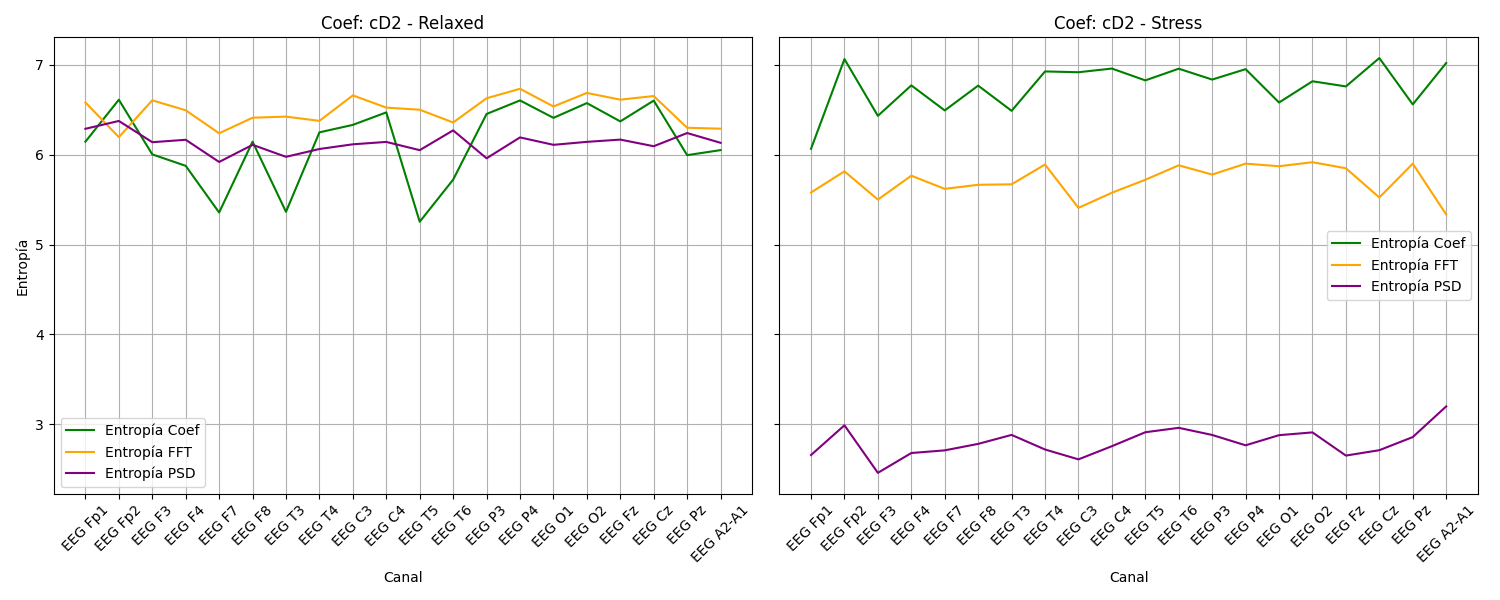 Coef: cD2 - Relaxed
Entropía
7
6
5
4
3
Entropía Coef
Entropía FFT
Entropía PSD
EEG Fp1
EEG Fp2
EEG F3
EEG F4
EEG F7
EEG F8
EEG T3
EEG T4
EEG C3
EEG C4
EEG T5
EEG T6
EEG P3
EEG P4
EEG O1
EEG O2
EEG Fz
EEG Cz
EEG Pz
EEG A2-A1
Canal
Coef: cD2 - Stress
Entropía Coef
Entropía FFT
Entropía PSD
EEG Fp1
EEG Fp2
EEG F3
EEG F4
EEG F7
EEG F8
EEG T3
EEG T4
EEG C3
EEG C4
EEG T5
EEG T6
EEG P3
EEG P4
EEG O1
EEG O2
EEG Fz
EEG Cz
EEG Pz
EEG A2-A1
Canal